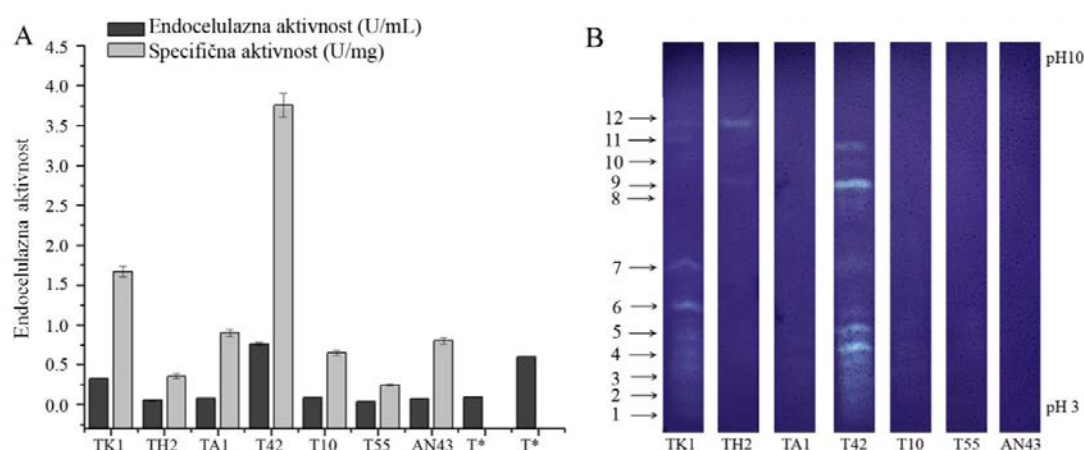 A
Endocelulazna aktivnost (U/mL)
Specifična aktivnost (U/mg)
Endocelulazna aktivnost
4.5
4.0
3.5
3.0
2.5
2.0
1.5
1.0
0.5
0.0
TK1 TH2 TA1 T42 T10 T55 AN43 T* T*
B
pH10
12
11
10
9
8
7
6
5
4
3
2
1
pH 3
TK1 TH2 TA1 T42 T10 T55 AN43